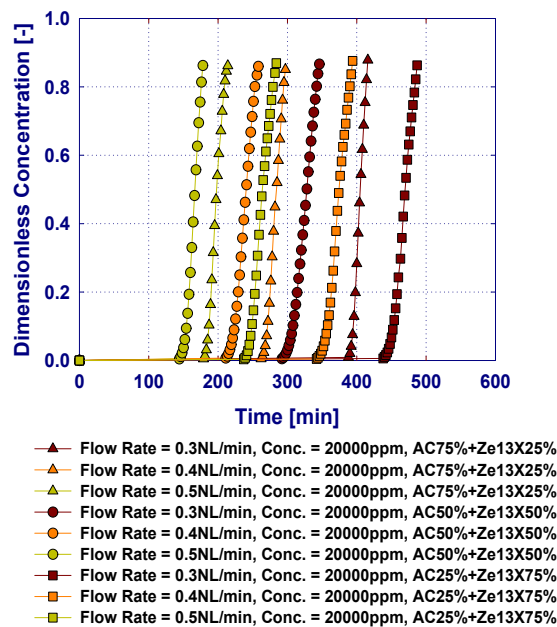 1.0
0.8
0.6
0.4
0.2
0.0
Dimensionless Concentration [-]
0 100 200 300 400 500 600
Time [min]
Flow Rate = 0.3NL/min, Conc. = 20000ppm, AC75%+Ze13X25%
Flow Rate = 0.4NL/min, Conc. = 20000ppm, AC75%+Ze13X25%
Flow Rate = 0.5NL/min, Conc. = 20000ppm, AC75%+Ze13X25%
Flow Rate = 0.3NL/min, Conc. = 20000ppm, AC50%+Ze13X50%
Flow Rate = 0.4NL/min, Conc. = 20000ppm, AC50%+Ze13X50%
Flow Rate = 0.5NL/min, Conc. = 20000ppm, AC50%+Ze13X50%
Flow Rate = 0.3NL/min, Conc. = 20000ppm, AC25%+Ze13X75%
Flow Rate = 0.4NL/min, Conc. = 20000ppm, AC25%+Ze13X75%
Flow Rate = 0.5NL/min, Conc. = 20000ppm, AC25%+Ze13X75%